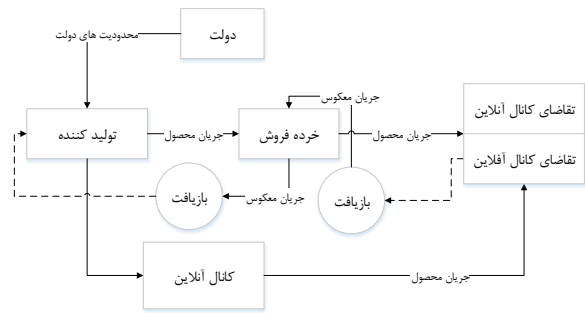 دولت
محدودیت های دولت
جریان معکوس
تقاضای کانال آنلاین
تولید کننده
جریان محصول
خرده فروش
جریان محصول
تقاضای کانال آفلاین
بازیافت
جریان معکوس
بازیافت
کانال آنلاین
جریان محصول